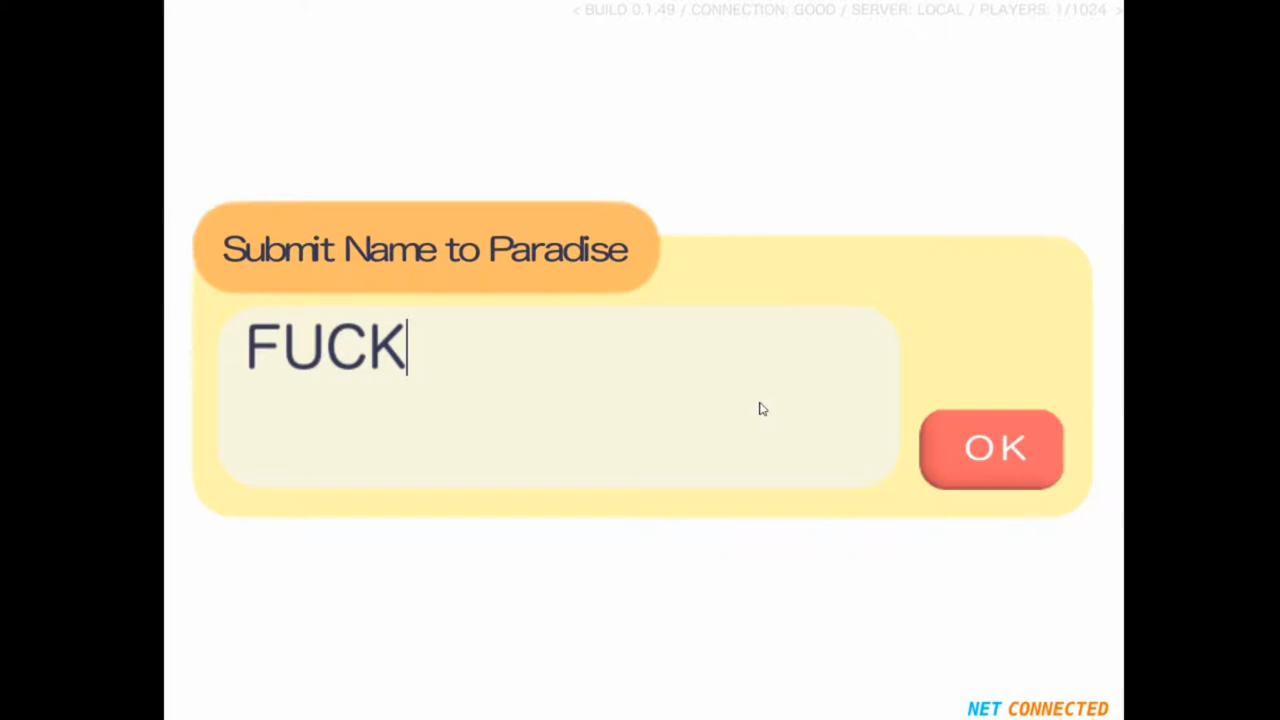 < BUILD 0.1.49 / CONNECTION: GOOD / SERVER: LOCAL / PLAYERS: 1/1024 >
Submit Name to Paradise
FUCK
OK
NET CONNECTED